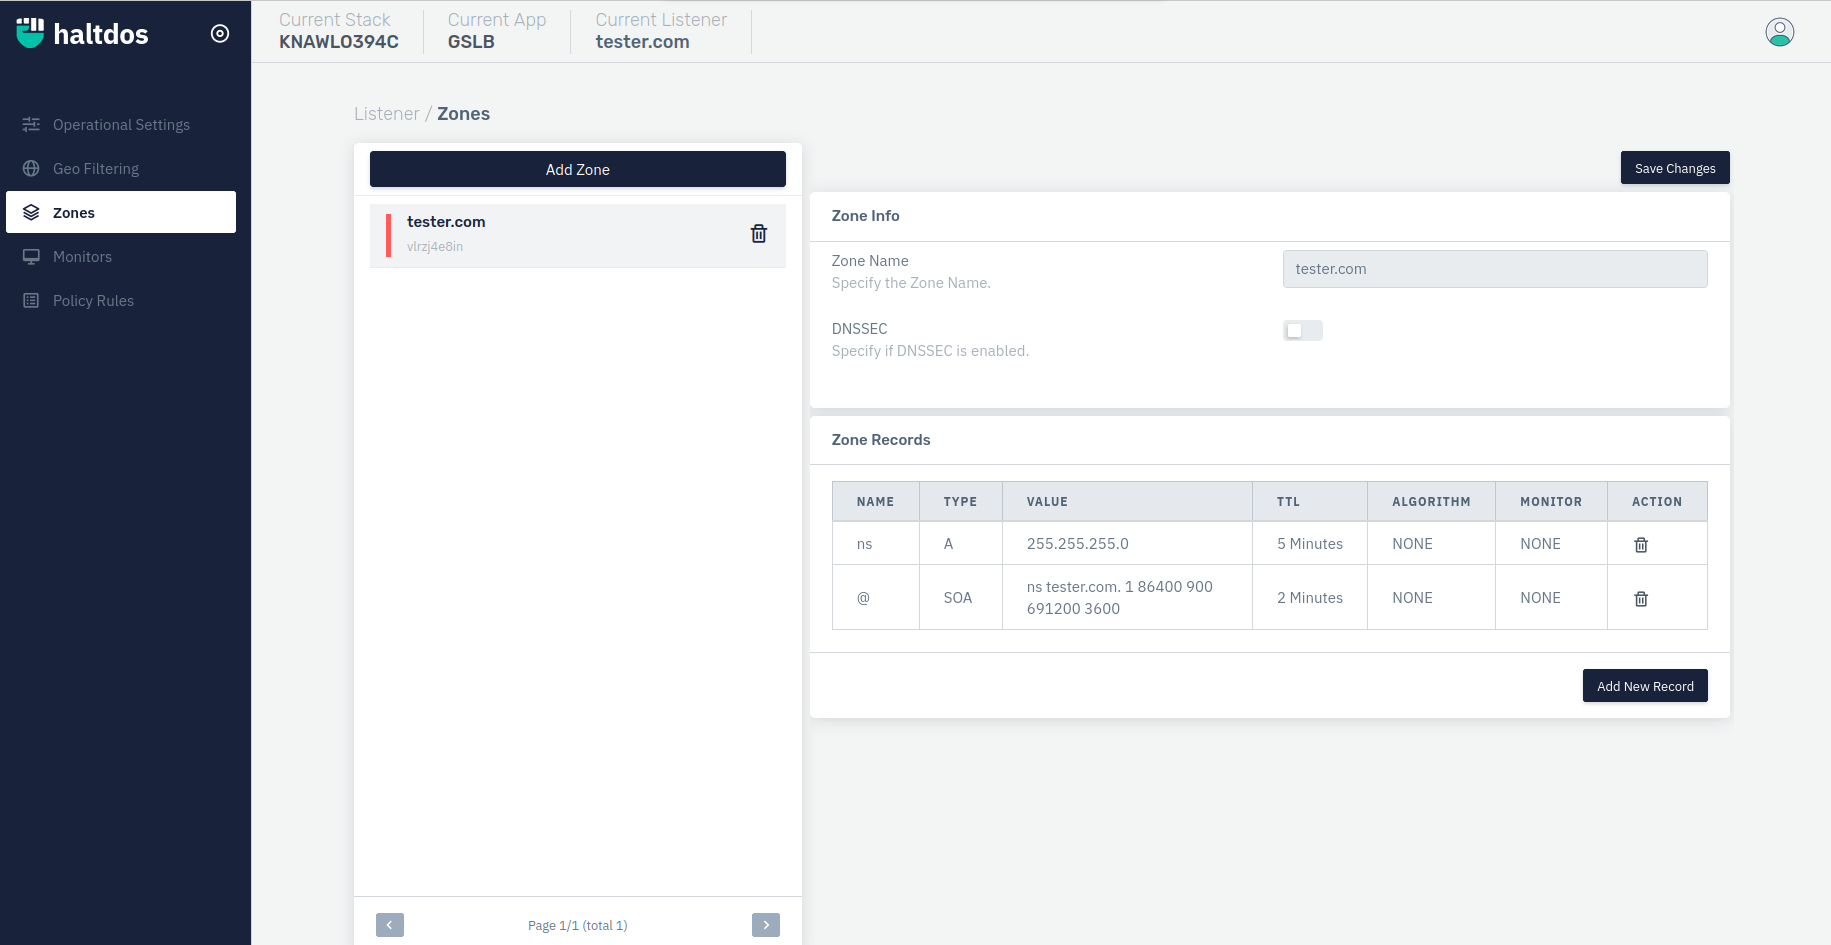 haltdos
Current Stack
KNAWLO394C
Current App
GSLB
Current Listener
tester.com
Operational Settings
Geo Filtering
Zones
Monitors
Policy Rules
Listener / Zones
Add Zone
tester.com
vlrzj4e8in
Page 1/1 (total 1)
Save Changes
Zone Info
Zone Name
Specify the Zone Name.
tester.com
DNSSEC
Specify if DNSSEC is enabled.
Zone Records
NAME TYPE VALUE TTL ALGORITHM MONITOR ACTION
ns A 255.255.255.0 5 Minutes NONE NONE
@ SOA ns tester.com. 1 86400 900 2 Minutes NONE NONE
691200 3600
Add New Record